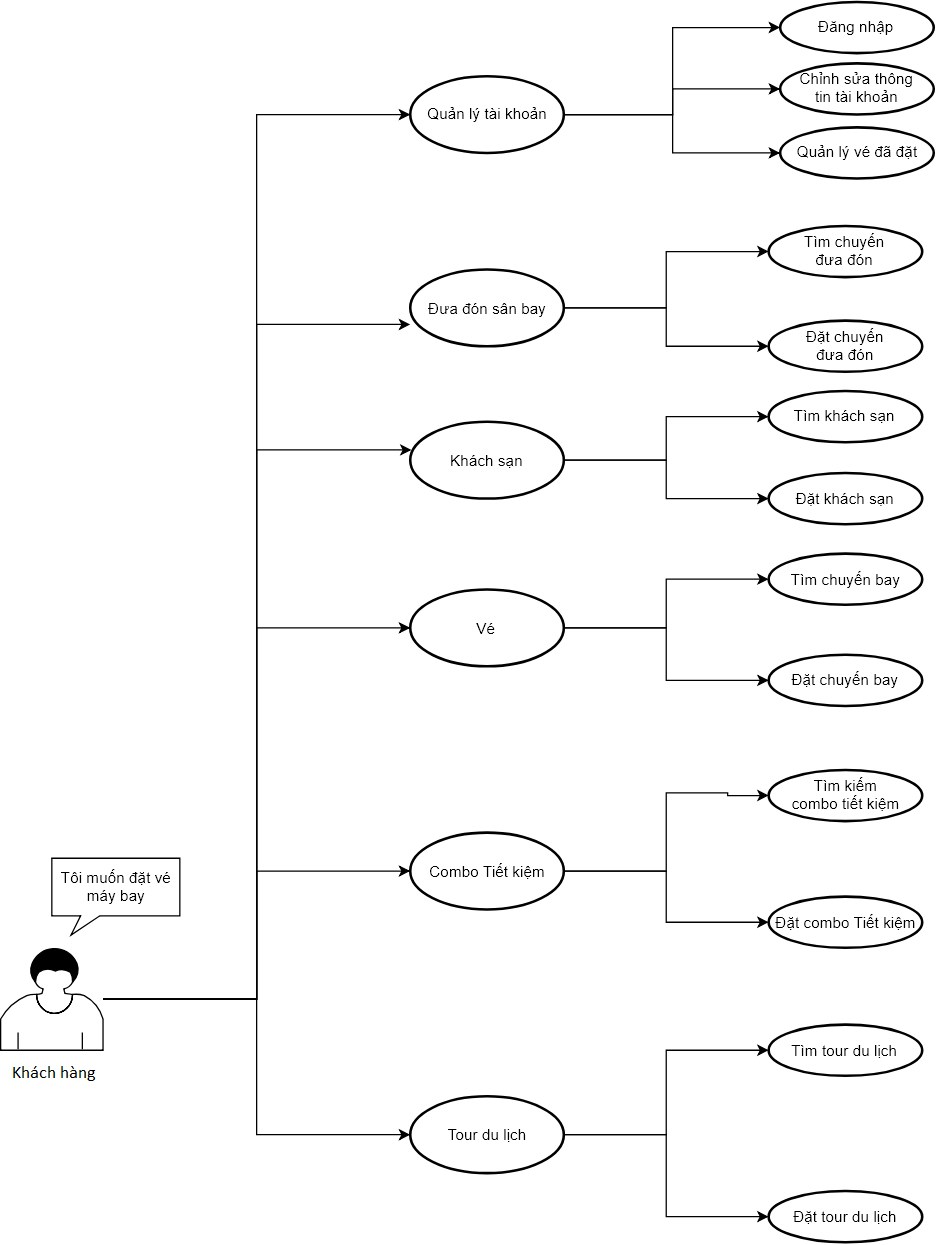 Đăng nhập
Chỉnh sửa thông
tin tài khoản
Quản lý tài khoản
Quản lý vé đã đặt
Tìm chuyến
đưa đón
Đưa đón sân bay
Đặt chuyến
đưa đón
Tìm khách sạn
Khách sạn
Đặt khách sạn
Tìm chuyến bay
Vé
Đặt chuyến bay
Tìm kiếm
combo tiết kiệm
Combo Tiết kiệm
Đặt combo Tiết kiệm
Tôi muốn đặt vé
máy bay
Khách hàng
Tìm tour du lịch
Tour du lịch
Đặt tour du lịch